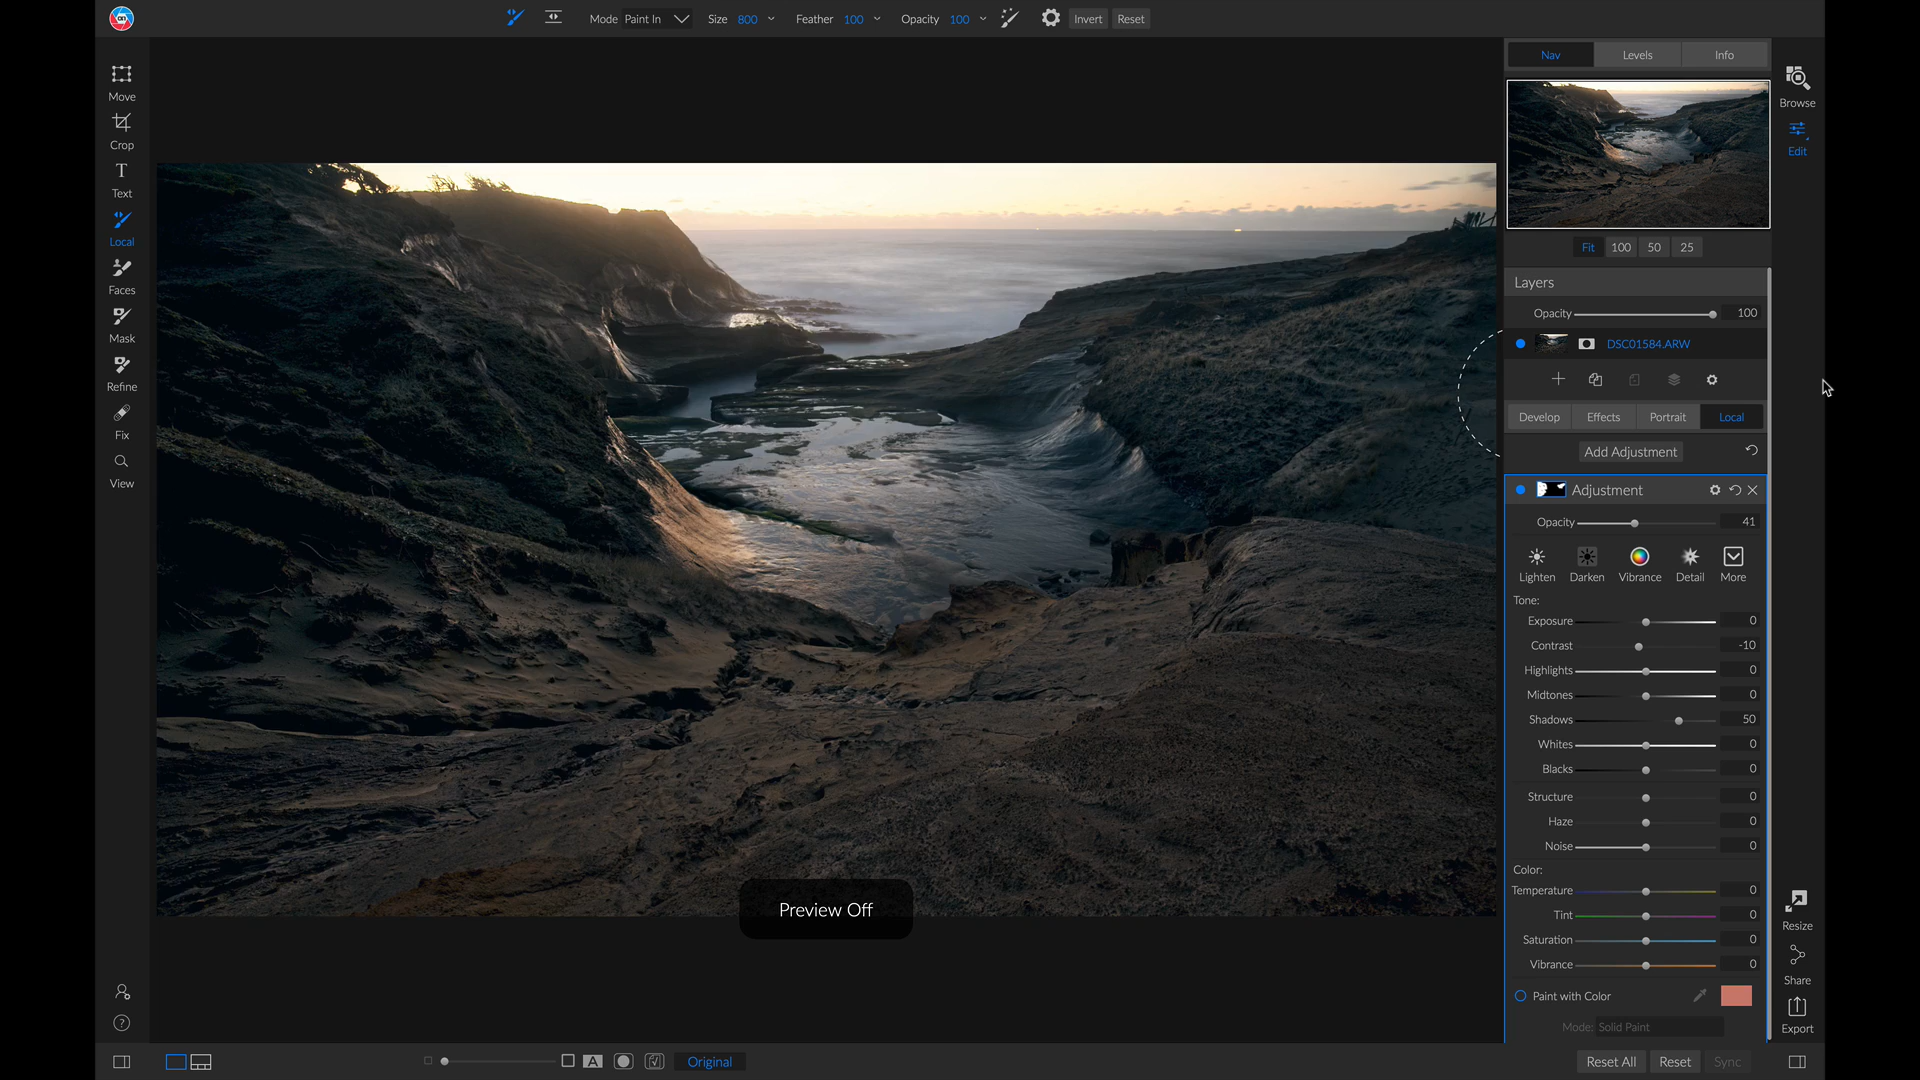 Mode Paint In Size 800 Feather 100 Opacity 100 Invert Reset
Move
Crop
Text
Local
Faces
Mask
Refine
Fix
View
Preview Off
Nav Levels Info
Fit 100 50 25
Layers
Opacity 100
DSC01584.ARW
Develop Effects Portrait Local
Add Adjustment
Adjustment
Opacity 41
Lighten Darken Vibrance Detail More
Tone:
Exposure 0
Contrast -10
Highlights 0
Midtones 0
Shadows 50
Whites 0
Blacks 0
Structure 0
Haze 0
Noise 0
Color:
Temperature 0
Tint 0
Saturation 0
Vibrance 0
Paint with Color
Mode: Solid Paint
Browse
Edit
Resize
Share
Export
A Original
Reset All Reset Sync